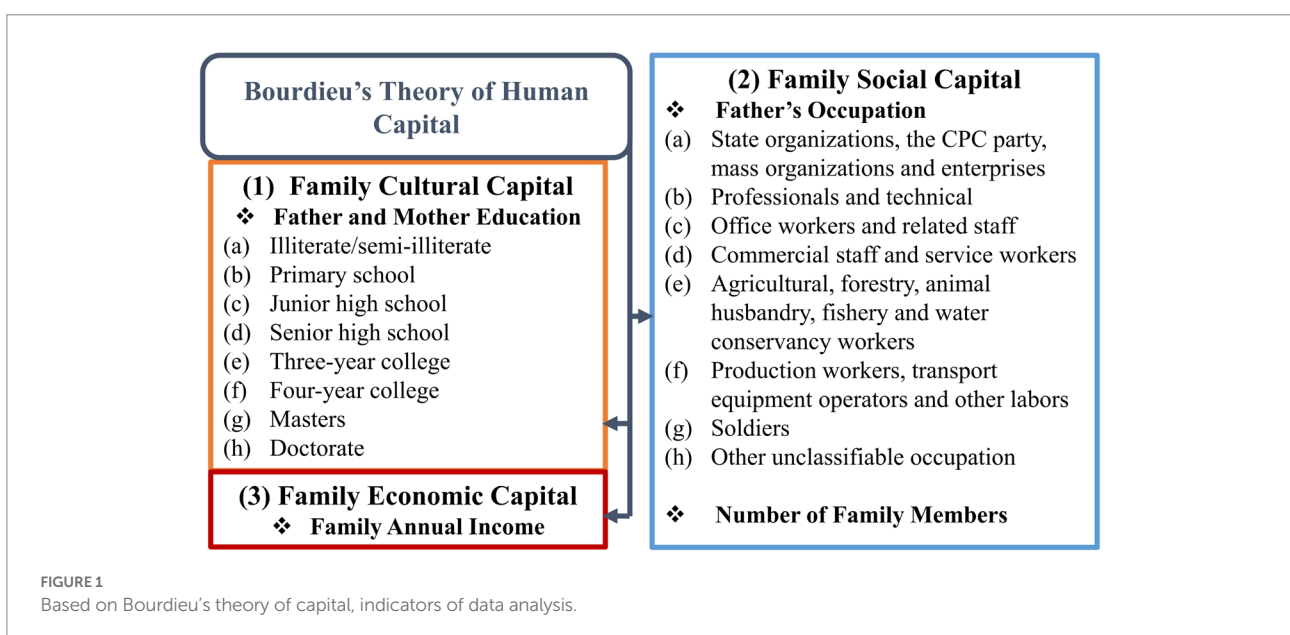 Bourdieu's Theory of Human
Capital
(1) Family Cultural Capital
❖ Father and Mother Education
(a) Illiterate/semi-illiterate
(b) Primary school
(c) Junior high school
(d) Senior high school
(e) Three-year college
(f) Four-year college
(g) Masters
(h) Doctorate
(3) Family Economic Capital
❖ Family Annual Income
(2) Family Social Capital
❖ Father's Occupation
(a) State organizations, the CPC party,
mass organizations and enterprises
(b) Professionals and technical
(c) Office workers and related staff
(d) Commercial staff and service workers
(e) Agricultural, forestry, animal
husbandry, fishery and water
conservancy workers
(f) Production workers, transport
equipment operators and other labors
(g) Soldiers
(h) Other unclassifiable occupation
❖ Number of Family Members
FIGURE 1
Based on Bourdieu's theory of capital, indicators of data analysis.